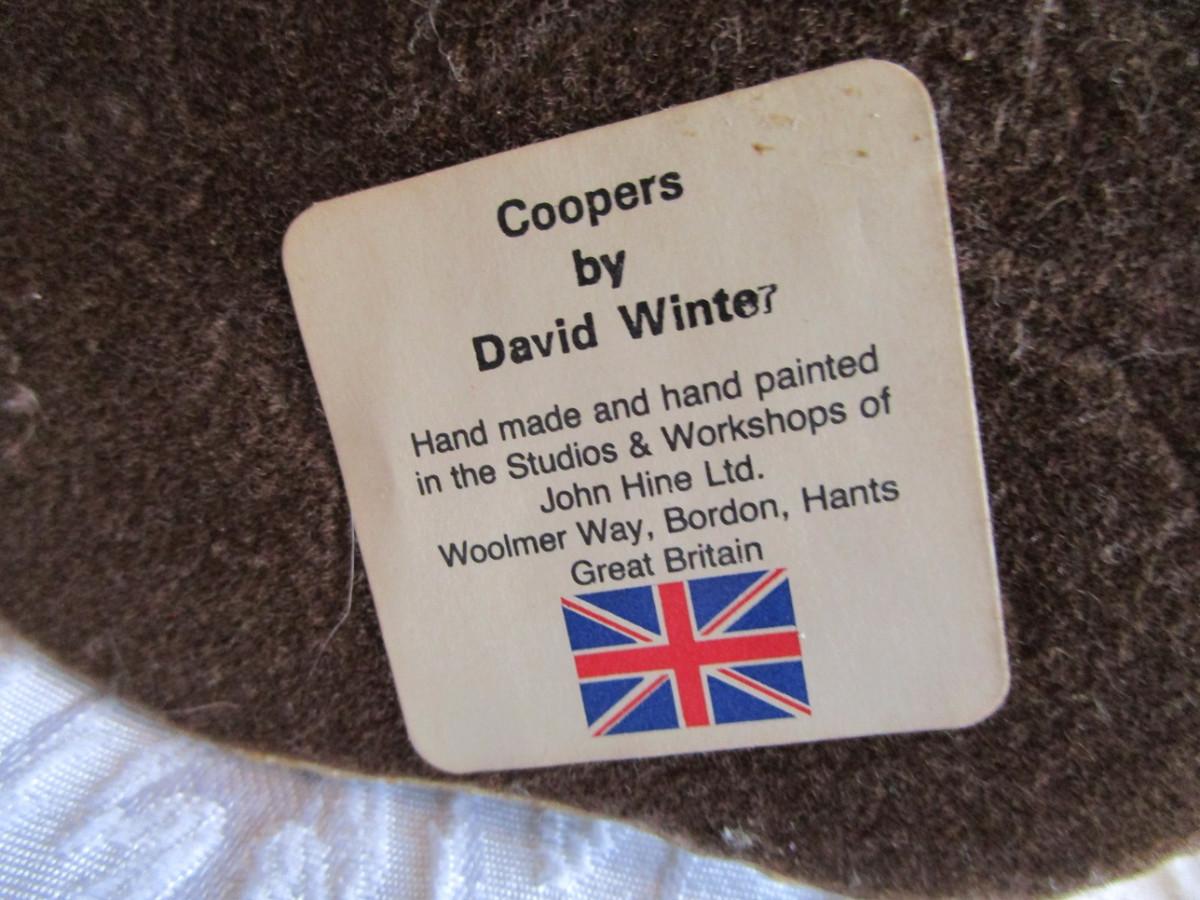 Coopers
by
David Winter
Hand made and hand painted
in the Studios & Workshops of
John Hine Ltd.
Woolmer Way, Bordon, Hants
Great Britain